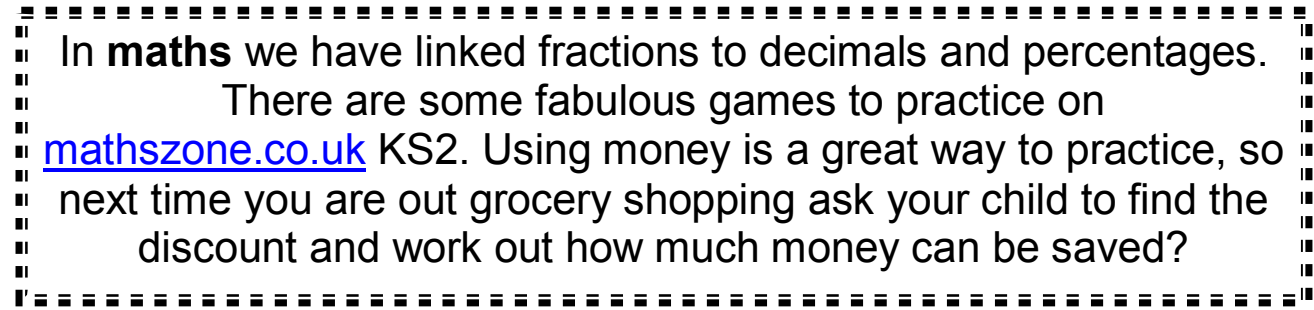 In maths we have linked fractions to decimals and percentages.
There are some fabulous games to practice on
mathszone.co.uk KS2. Using money is a great way to practice, so
next time you are out grocery shopping ask your child to find the
discount and work out how much money can be saved?